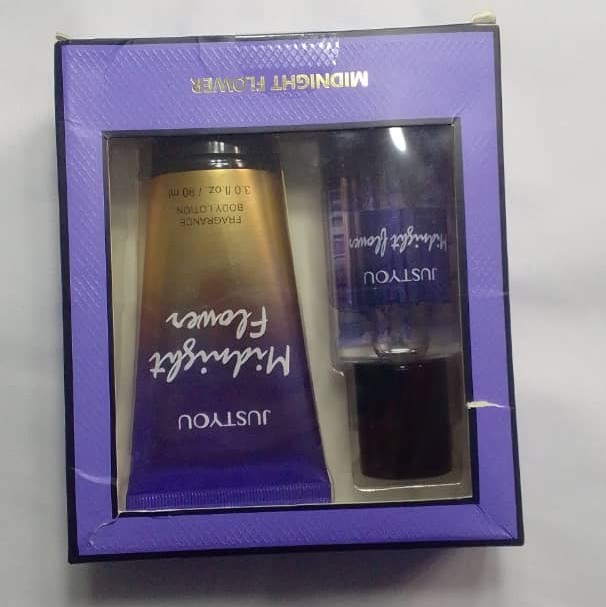 JUSTYOU
Midnight flower
JUSTYOU
Midnight
Flower
FRAGRANCE
BODY LOTION
3.0 fl.oz. / 90 ml
MIDNIGHT FLOWER